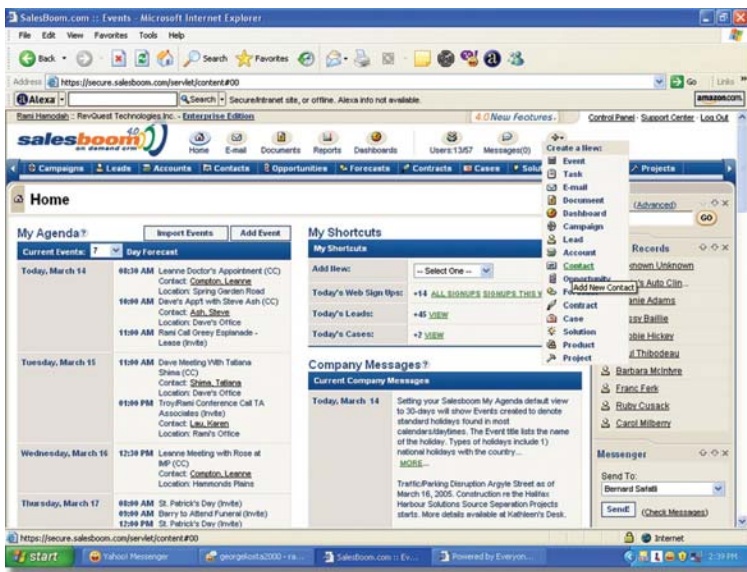 SalesBoom.com :: Events - Microsoft Internet Explorer
File Edit View Favorites Tools Help
Back Search Favorites
Address https://secure.salesboom.com/servlet/content#00 Go Links
Alexa Search Secure/intranet site, or offline. Alexa info not available. amazon.com
Rami Hamodah :: RevQuest Technologies Inc. - Enterprise Edition 4.0 New Features Control Panel - Support Center - Log Out
salesboom 4.0
on demand crm
Home E-mail Documents Reports Dashboards Users:13/57 Messages(0)
Campaigns Leads Accounts Contacts Opportunities Forecasts Contracts Cases Projects
Create a New:
Event
Task
E-mail
Document
Dashboard
Campaign
Lead
Account
Contact
Opportunity
Add New Contact
Contract
Case
Solution
Product
Project
Home
(Advanced)
GO
My Agenda? Import Events Add Event
Current Events: 7 Day Forecast
Today, March 14
08:30 AM Leanne Doctor's Appointment (CC)
Contact: Compton, Leanne
Location: Spring Garden Road
10:00 AM Dave's Appt with Steve Ash (CC)
Contact: Ash, Steve
Location: Dave's Office
11:00 AM Rami Call Greey Esplanade -
Lease (Invite)
Tuesday, March 15
11:00 AM Dave Meeting With Tatiana
Shima (CC)
Contact: Shima, Tatiana
Location: Dave's Office
01:00 PM Troy/Rami Conference Call TA
Associates (Invite)
Contact: Lau, Karen
Location: Rami's Office
Wednesday, March 16
12:30 PM Lunch Meeting with Rose at
IMP (CC)
Contact: Compton, Leanne
Location: Hammonds Plains
Thursday, March 17
08:00 AM St. Patrick's Day (Invite)
09:00 AM Barry to Attend Funeral (Invite)
12:00 PM St. Patrick's Day (Invite)
My Shortcuts
My Shortcuts
Add New: -- Select One --
Today's Web Sign Ups: +14 ALL SIGNUPS SIGNUPS THIS
Today's Leads: +45 VIEW
Today's Cases: +2 VIEW
Company Messages?
Current Company Messages
Today, March 14
Setting your Salesboom My Agenda default view
to 30-days will show Events created to denote
standard holidays found in most
calendars/daytimes. The Event title lists the name
of the holiday. Types of holidays include 1)
national holidays with the country...
MORE...
Traffic/Parking Disruption Argyle Street as of
March 16, 2005. Construction re the Halifax
Harbour Solutions Source Separation Projects
starts. More details available at Kathleen's Desk.
Records
Unknown
Auto Clin...
Adams
Baillie
Hickey
Thibodeau
Barbara McIntyre
Franc Ferk
Ruby Cusack
Carol Milberry
Messenger
Send To:
Bernard Safatli
Send! (Check Messages)
https://secure.salesboom.com/servlet/content#00 Internet
start Yahoo! Messenger georgekosta2000 - ra... Salesboom.com :: Ev... Powered by Everyon... 2:39 PM